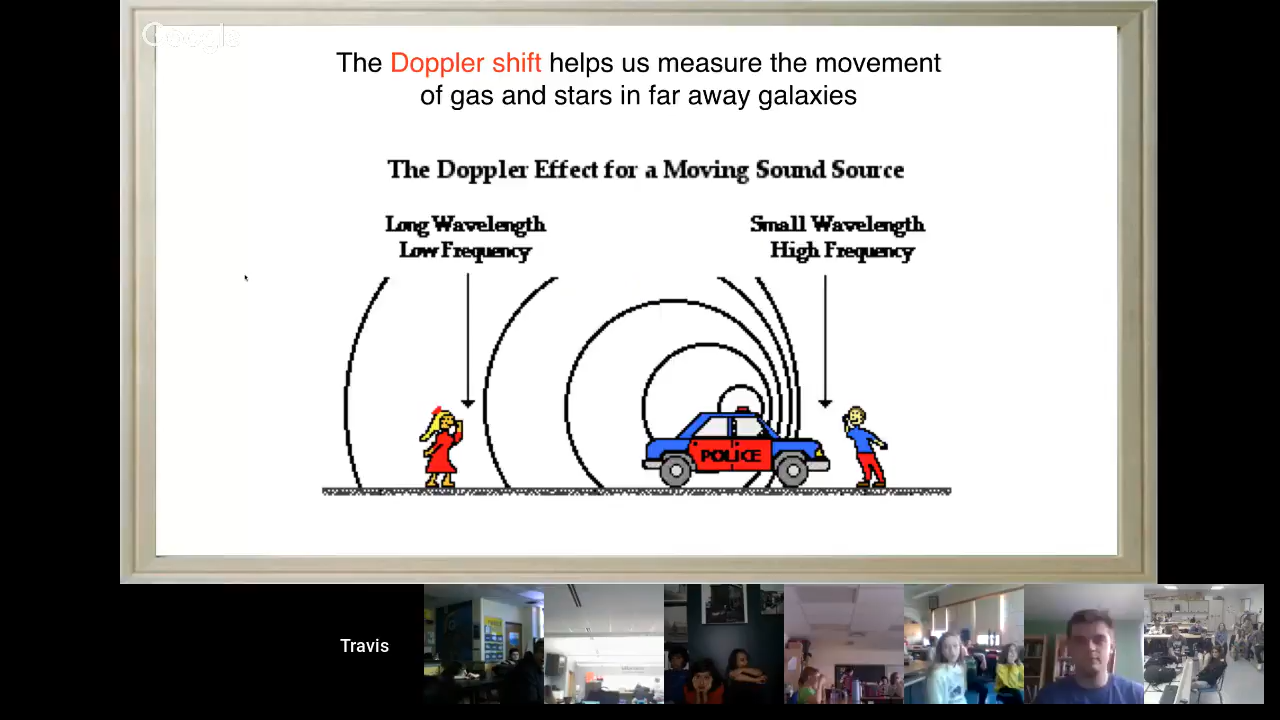 Google
The Doppler shift helps us measure the movement
of gas and stars in far away galaxies
The Doppler Effect for a Moving Sound Source
Long Wavelength
Low Frequency
Small Wavelength
High Frequency
POLICE
Travis